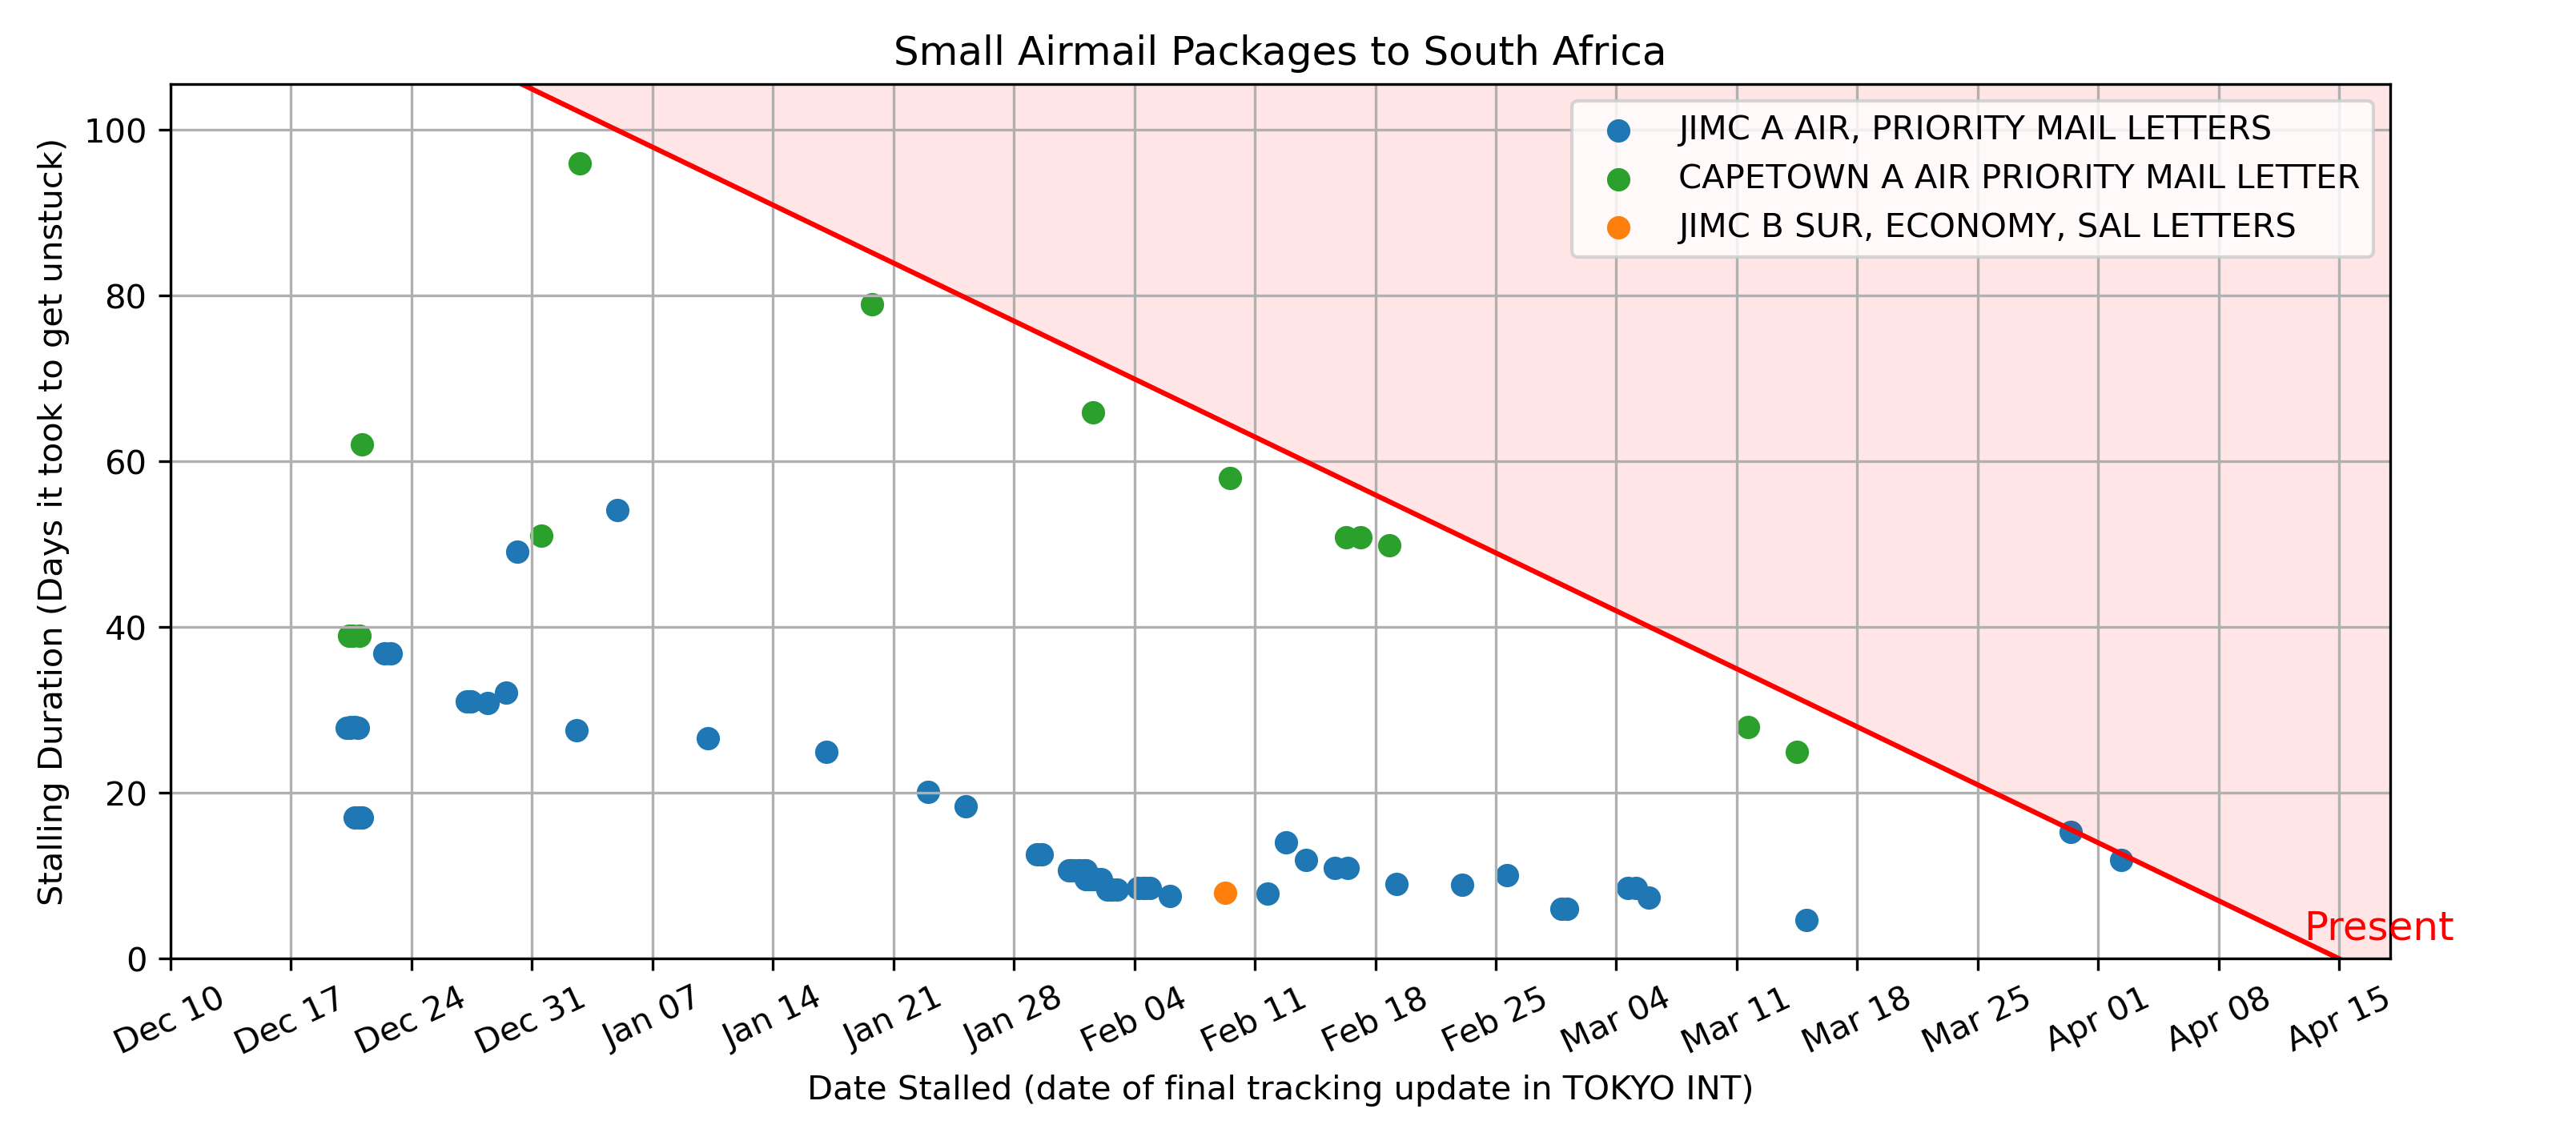 Small Airmail Packages to South Africa
JIMC A AIR, PRIORITY MAIL LETTERS
CAPETOWN A AIR PRIORITY MAIL LETTER
JIMC B SUR, ECONOMY, SAL LETTERS
Stalling Duration (Days it took to get unstuck)
100
80
60
40
20
0
Present
Dec 10 Dec 17 Dec 24 Dec 31 Jan 07 Jan 14 Jan 21 Jan 28 Feb 04 Feb 11 Feb 18 Feb 25 Mar 04 Mar 11 Mar 18 Mar 25 Apr 01 Apr 08 Apr 15
Date Stalled (date of final tracking update in TOKYO INT)